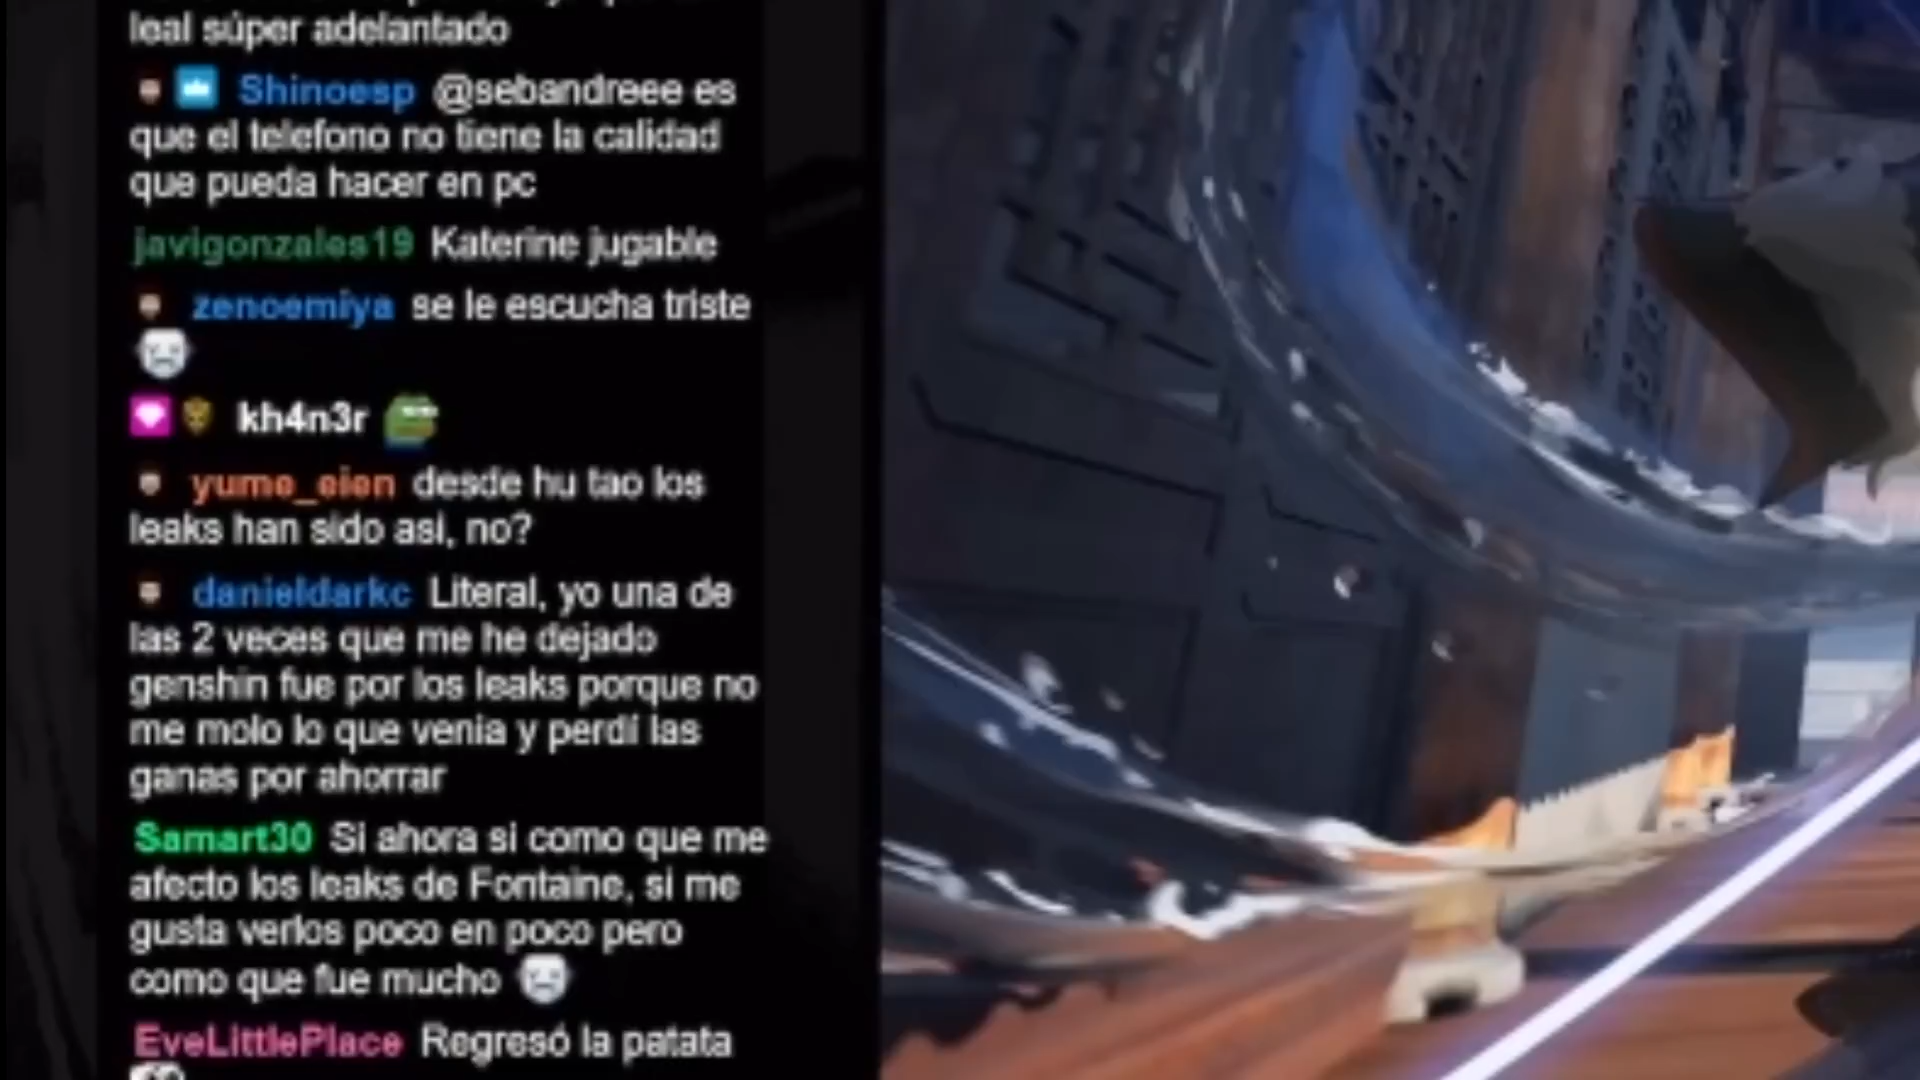 leal súper adelantado
Shinoesp @sebandreee es
que el telefono no tiene la calidad
que pueda hacer en pc
javigonzales19 Katerine jugable
zenoemiya se le escucha triste
kh4n3r
yume_eien desde hu tao los
leaks han sido asi, no?
danieldarkc Literal, yo una de
las 2 veces que me he dejado
genshin fue por los leaks porque no
me molo lo que venia y perdí las
ganas por ahorrar
Samart30 Si ahora si como que me
afecto los leaks de Fontaine, si me
gusta verlos poco en poco pero
como que fue mucho
EveLittlePlace Regresó la patata